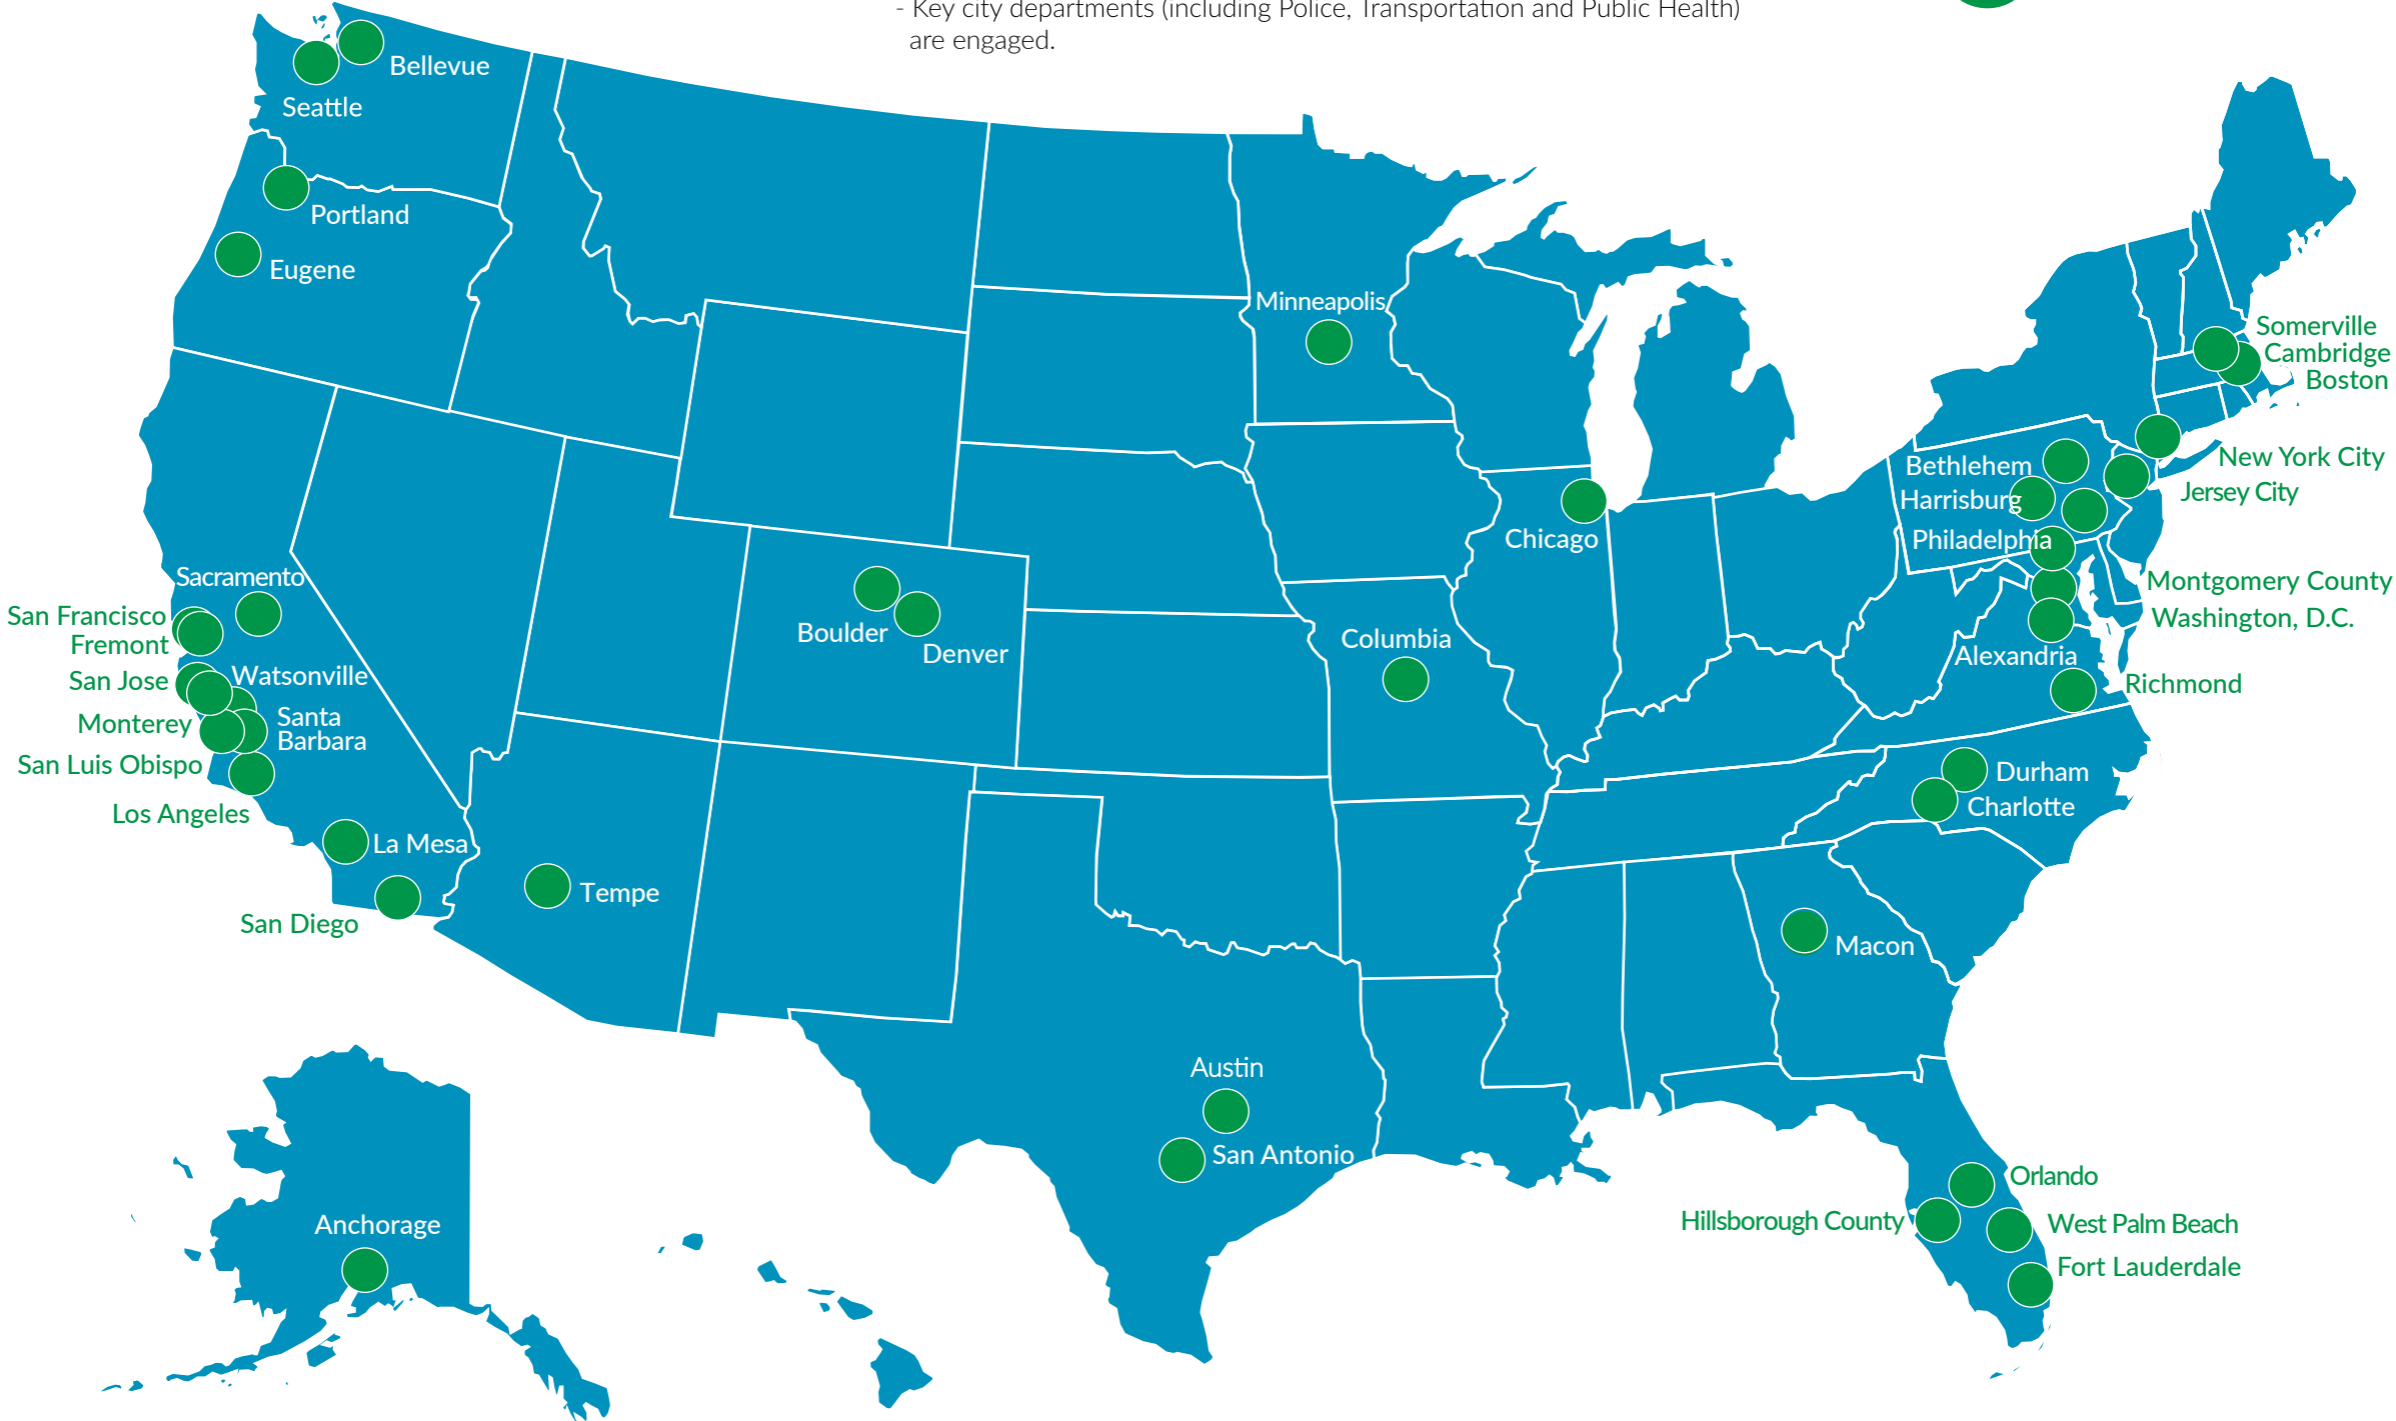 - Key city departments (including Police, Transportation and Public Health)
are engaged.
Bellevue
Seattle
Portland
Eugene
Minneapolis
Somerville
Cambridge
Boston
New York City
Bethlehem
Jersey City
Harrisburg
Chicago
Philadelphia
Sacramento
Montgomery County
San Francisco
Washington, D.C.
Fremont
Boulder
Columbia
Denver
Alexandria
Watsonville
San Jose
Richmond
Santa
Barbara
Monterey
San Luis Obispo
Durham
Charlotte
Los Angeles
La Mesa
Tempe
San Diego
Macon
Austin
San Antonio
Orlando
Hillsborough County
West Palm Beach
Anchorage
Fort Lauderdale